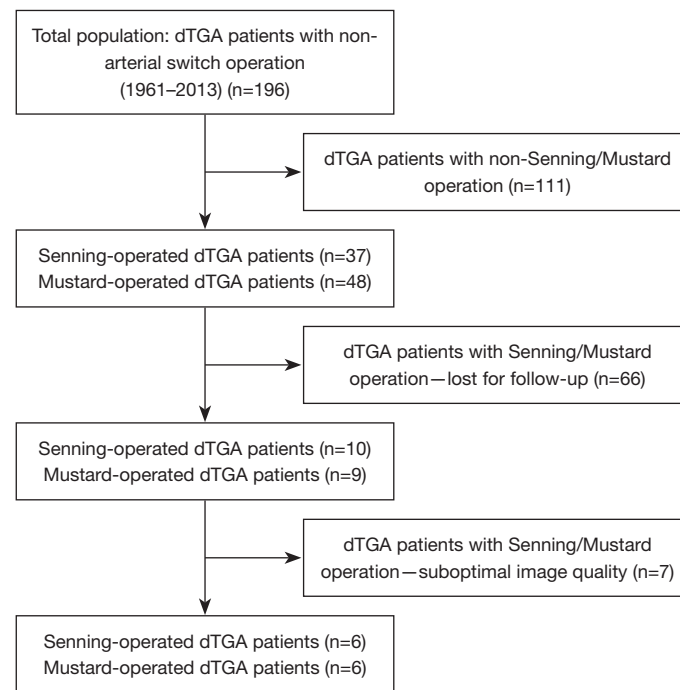 Total population: dTGA patients with non-
arterial switch operation
(1961–2013) (n=196)
dTGA patients with non-Senning/Mustard
operation (n=111)
Senning-operated dTGA patients (n=37)
Mustard-operated dTGA patients (n=48)
dTGA patients with Senning/Mustard
operation—lost for follow-up (n=66)
Senning-operated dTGA patients (n=10)
Mustard-operated dTGA patients (n=9)
dTGA patients with Senning/Mustard
operation—suboptimal image quality (n=7)
Senning-operated dTGA patients (n=6)
Mustard-operated dTGA patients (n=6)